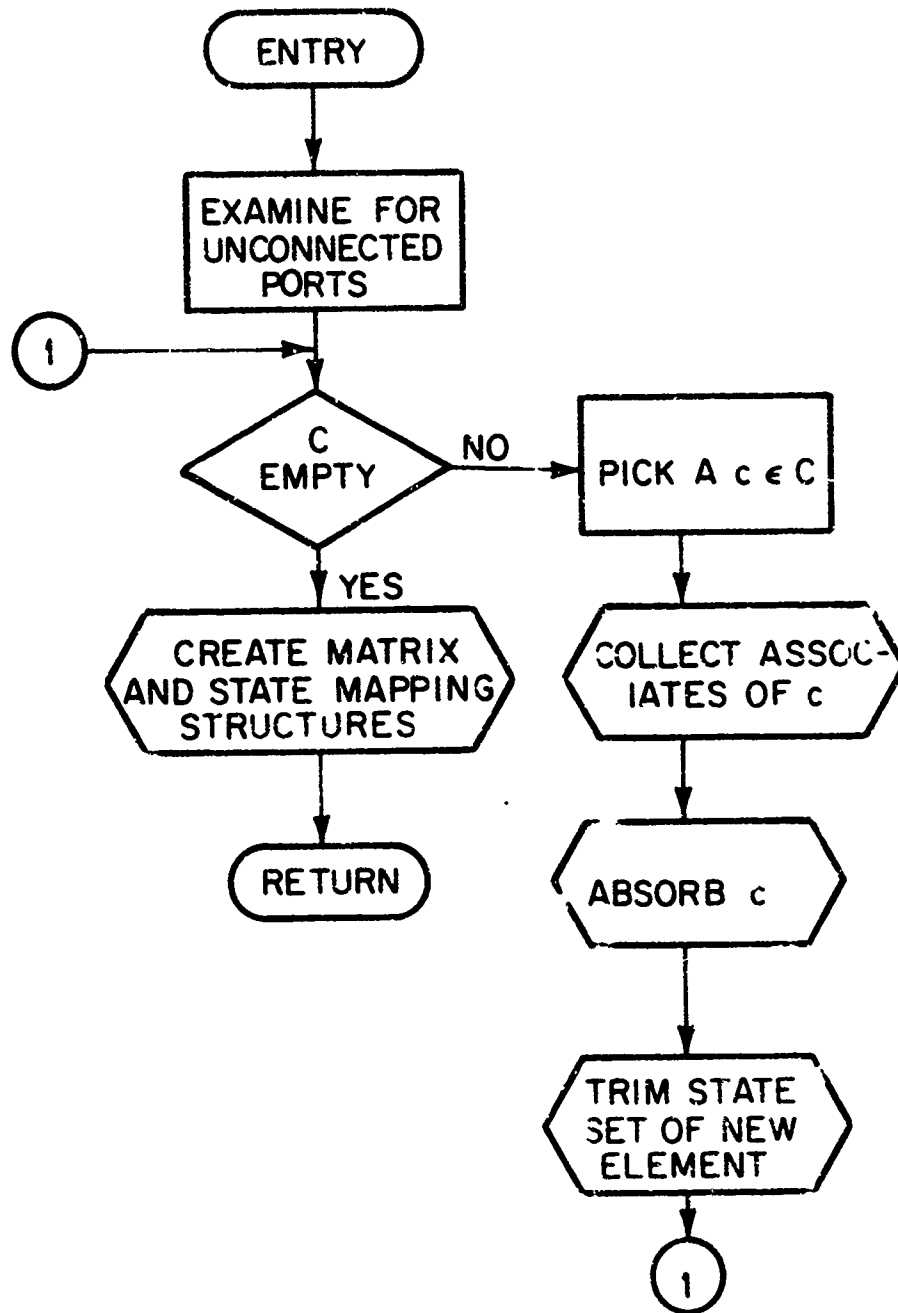 ENTRY
EXAMINE FOR
UNCONNECTED
PORTS
1
C
EMPTY
NO
PICK A c ϵ C
YES
CREATE MATRIX
AND STATE MAPPING
STRUCTURES
COLLECT ASSOC-
IATES OF c
RETURN
ABSORB c
TRIM STATE
SET OF NEW
ELEMENT
1